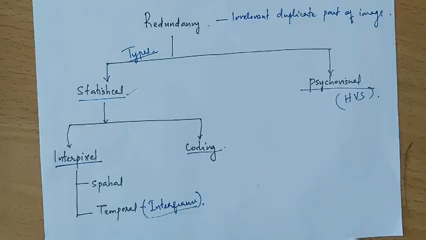 Redundancy. — Irrelevant duplicate part of image.
Types
Statistical
Psychovisual
(HVS).
Interpixel
Coding.
Spatial
Temporal (Interframe).